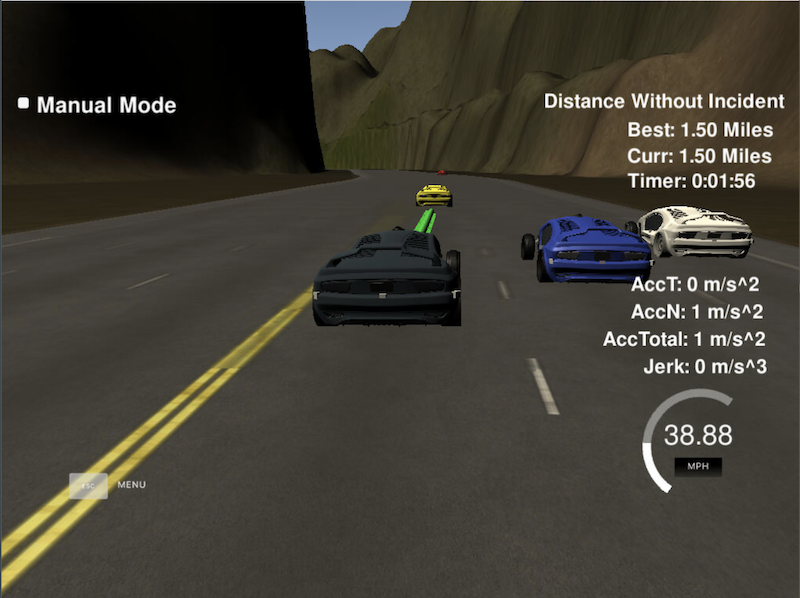 Manual Mode
Distance Without Incident
Best: 1.50 Miles
Curr: 1.50 Miles
Timer: 0:01:56
AccT: 0 m/s^2
AccN: 1 m/s^2
AccTotal: 1 m/s^2
Jerk: 0 m/s^3
38.88
MPH
ESC
MENU